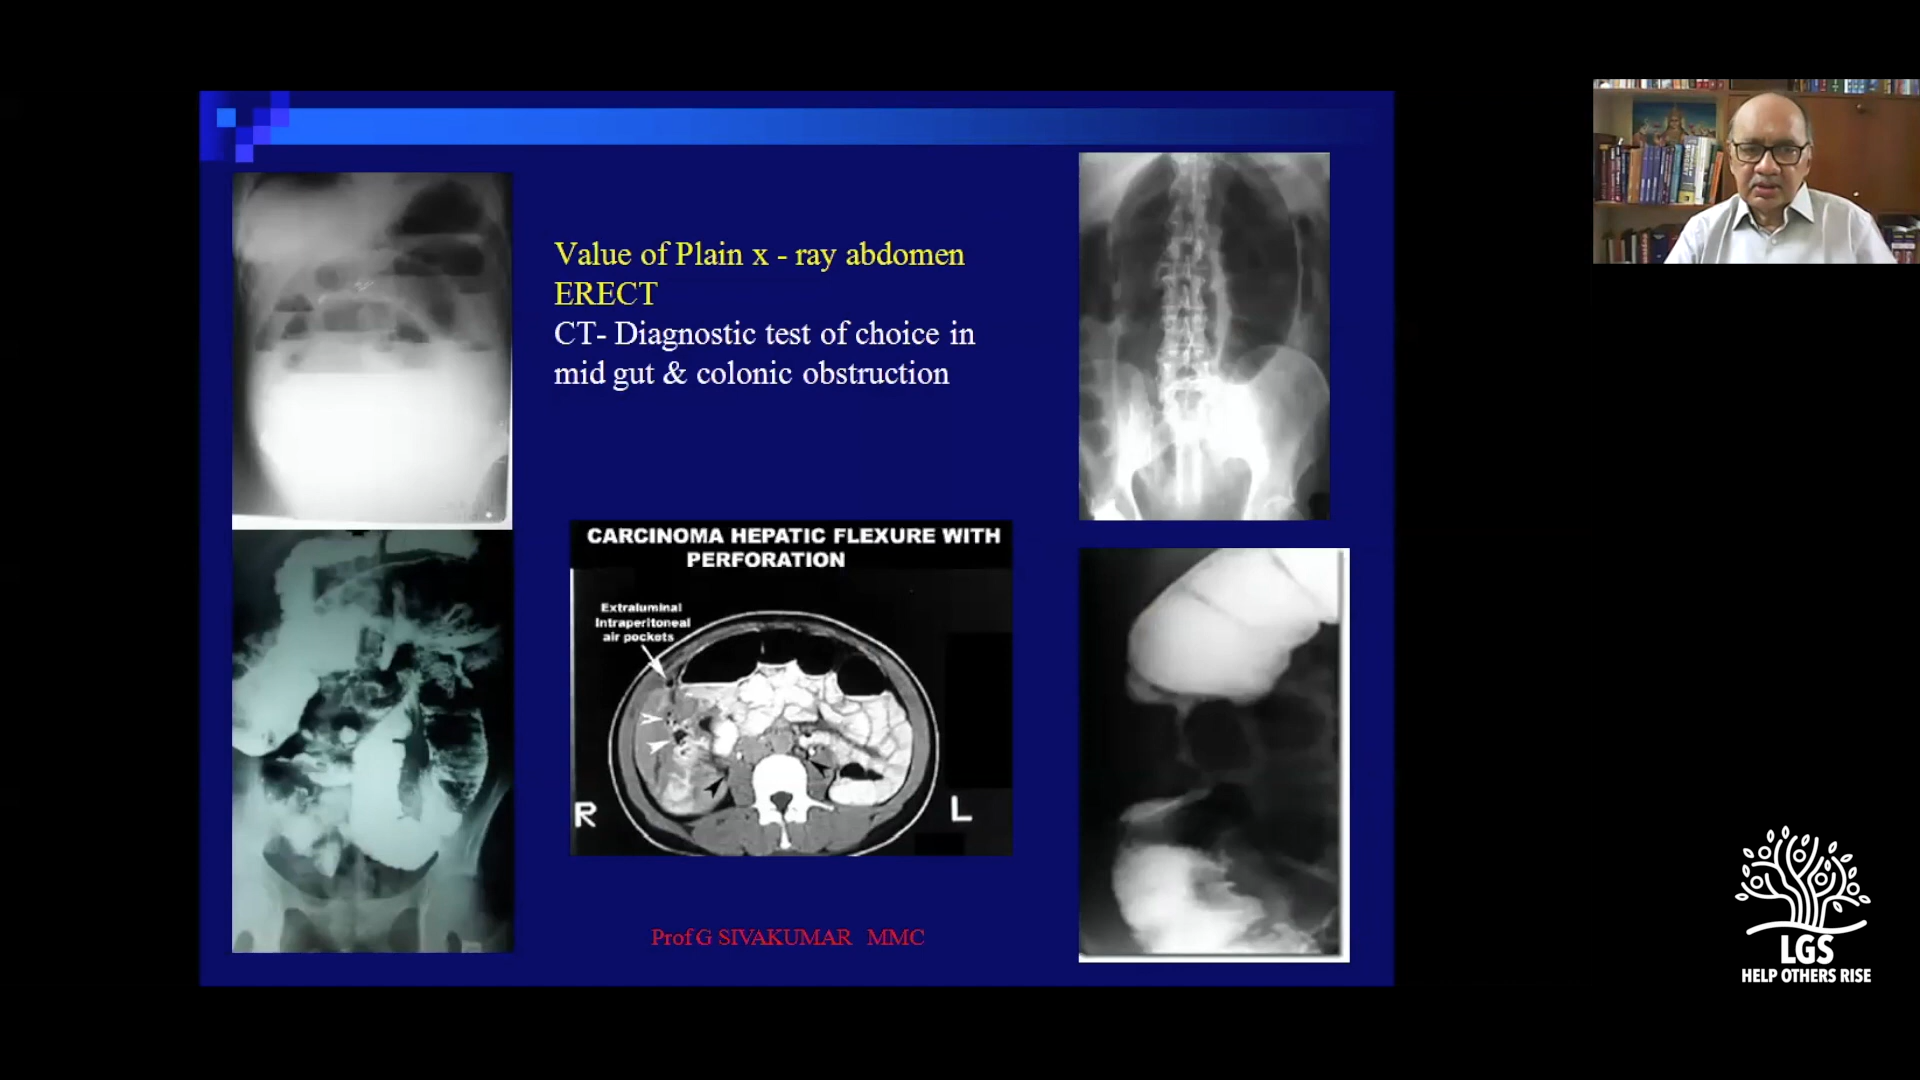 Value of Plain x - ray abdomen
ERECT
CT- Diagnostic test of choice in
mid gut & colonic obstruction
CARCINOMA HEPATIC FLEXURE WITH
PERFORATION
Extraluminal
Intraperitoneal
air pockets
R
L
Prof G SIVAKUMAR MMC
LGS
HELP OTHERS RISE